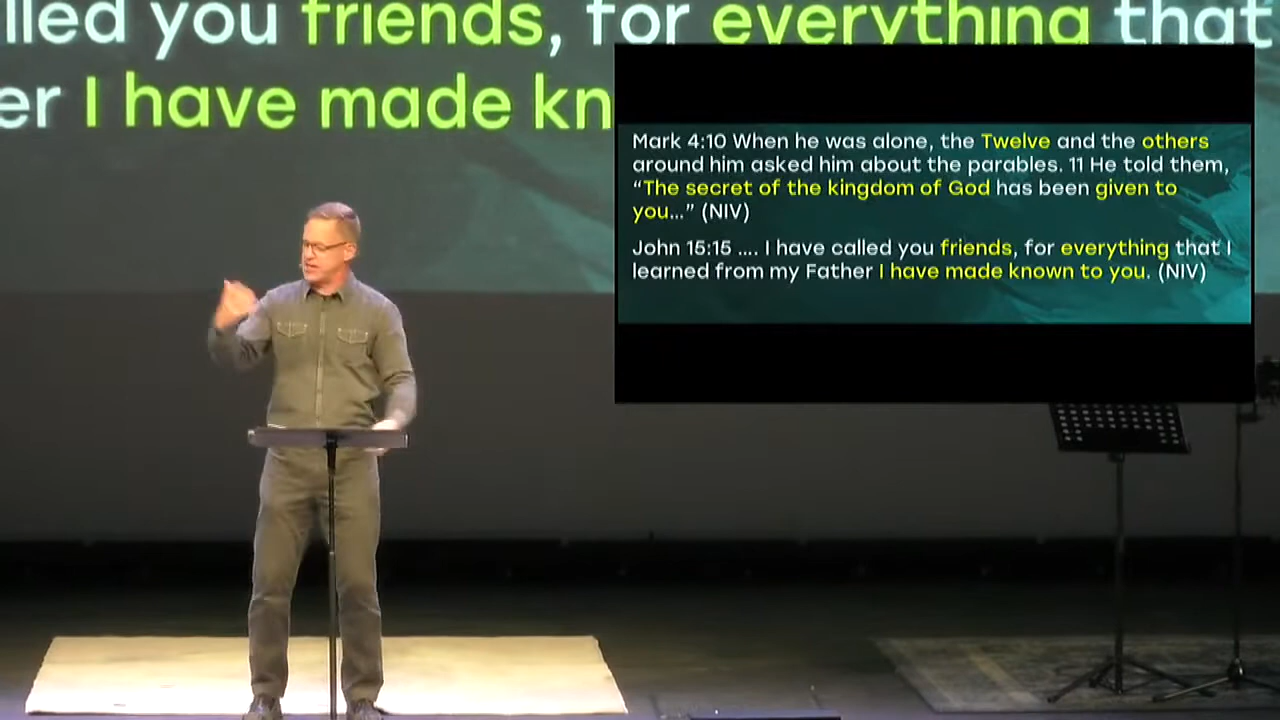 lled you friends, for everything that
er I have made kn
Mark 4:10 When he was alone, the Twelve and the others
around him asked him about the parables. 11 He told them,
“The secret of the kingdom of God has been given to
you...” (NIV)
John 15:15 .... I have called you friends, for everything that I
learned from my Father I have made known to you. (NIV)